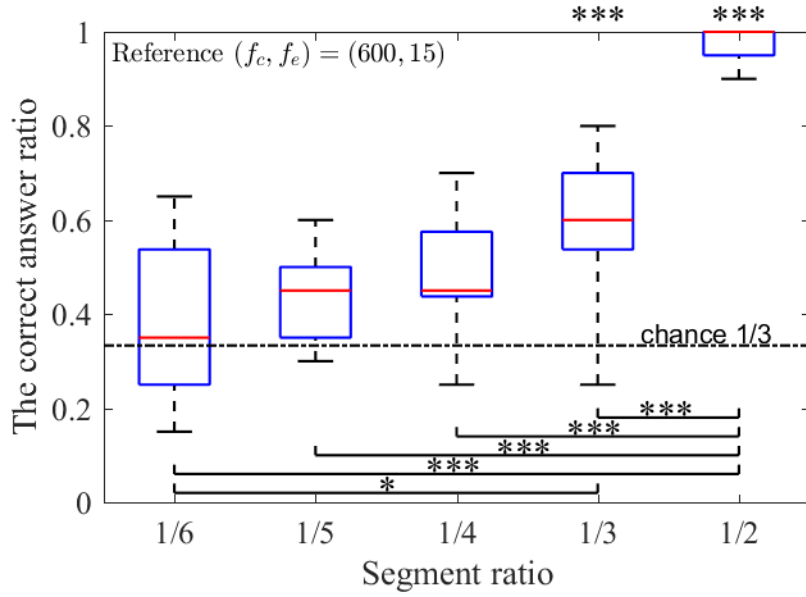 *** ***
1
Reference (f_c, f_e) = (600, 15)
0.8
0.6
0.4
chance 1/3
0.2
***
***
***
***
*
0
1/6 1/5 1/4 1/3 1/2
Segment ratio
The correct answer ratio